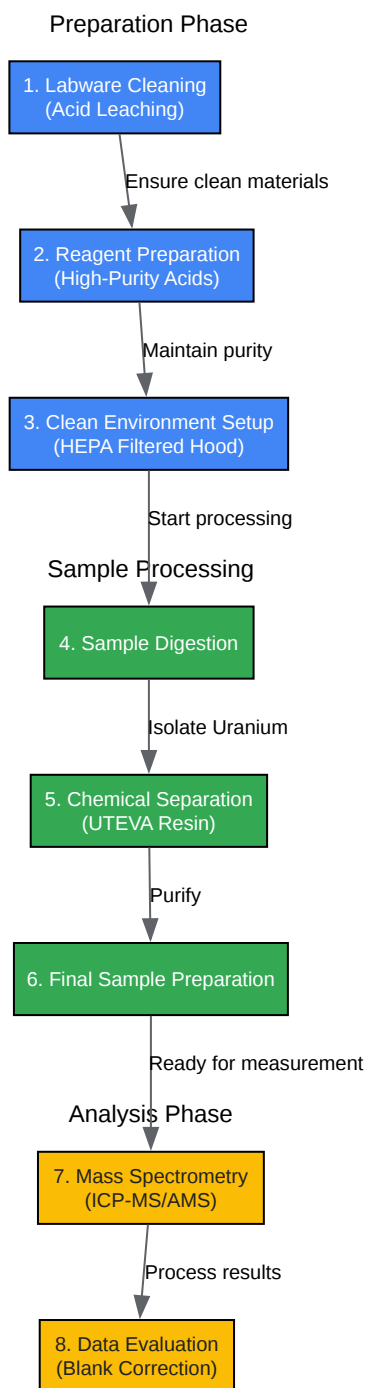 Preparation Phase
1. Labware Cleaning
(Acid Leaching)
Ensure clean materials
2. Reagent Preparation
(High-Purity Acids)
Maintain purity
3. Clean Environment Setup
(HEPA Filtered Hood)
Start processing
Sample Processing
4. Sample Digestion
Isolate Uranium
5. Chemical Separation
(UTEVA Resin)
Purify
6. Final Sample Preparation
Ready for measurement
Analysis Phase
7. Mass Spectrometry
(ICP-MS/AMS)
Process results
8. Data Evaluation
(Blank Correction)